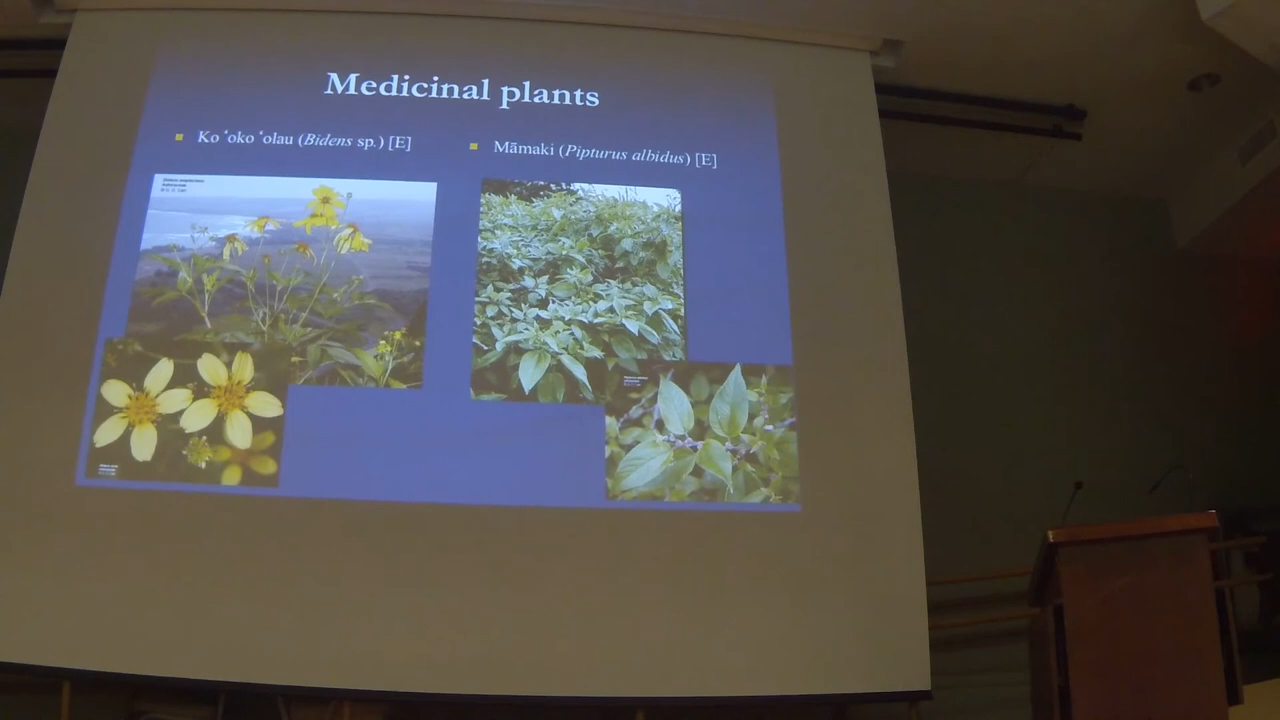 Medicinal plants
Ko ʻoko ʻolau (Bidens sp.) [E]
Māmaki (Pipturus albidus) [E]